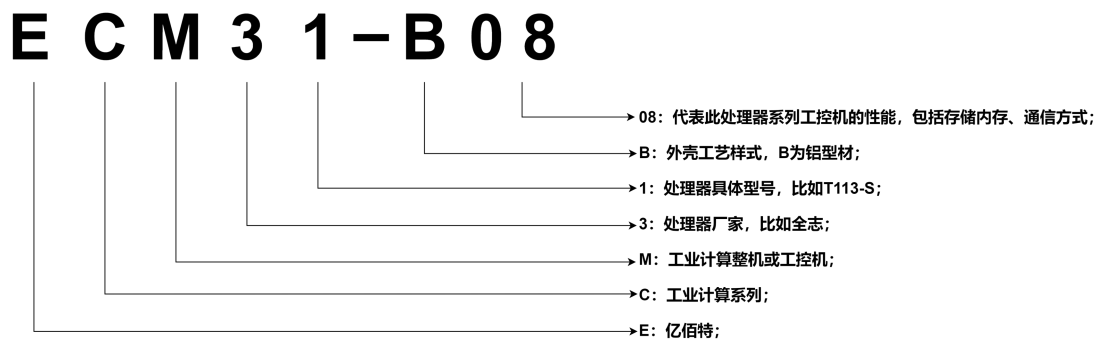 ECM31-B08
08：代表此处理器系列工控机的性能，包括存储内存、通信方式；
B：外壳工艺样式，B为铝型材；
1：处理器具体型号，比如T113-S；
3：处理器厂家，比如全志；
M：工业计算整机或工控机；
C：工业计算系列；
E：亿佰特；